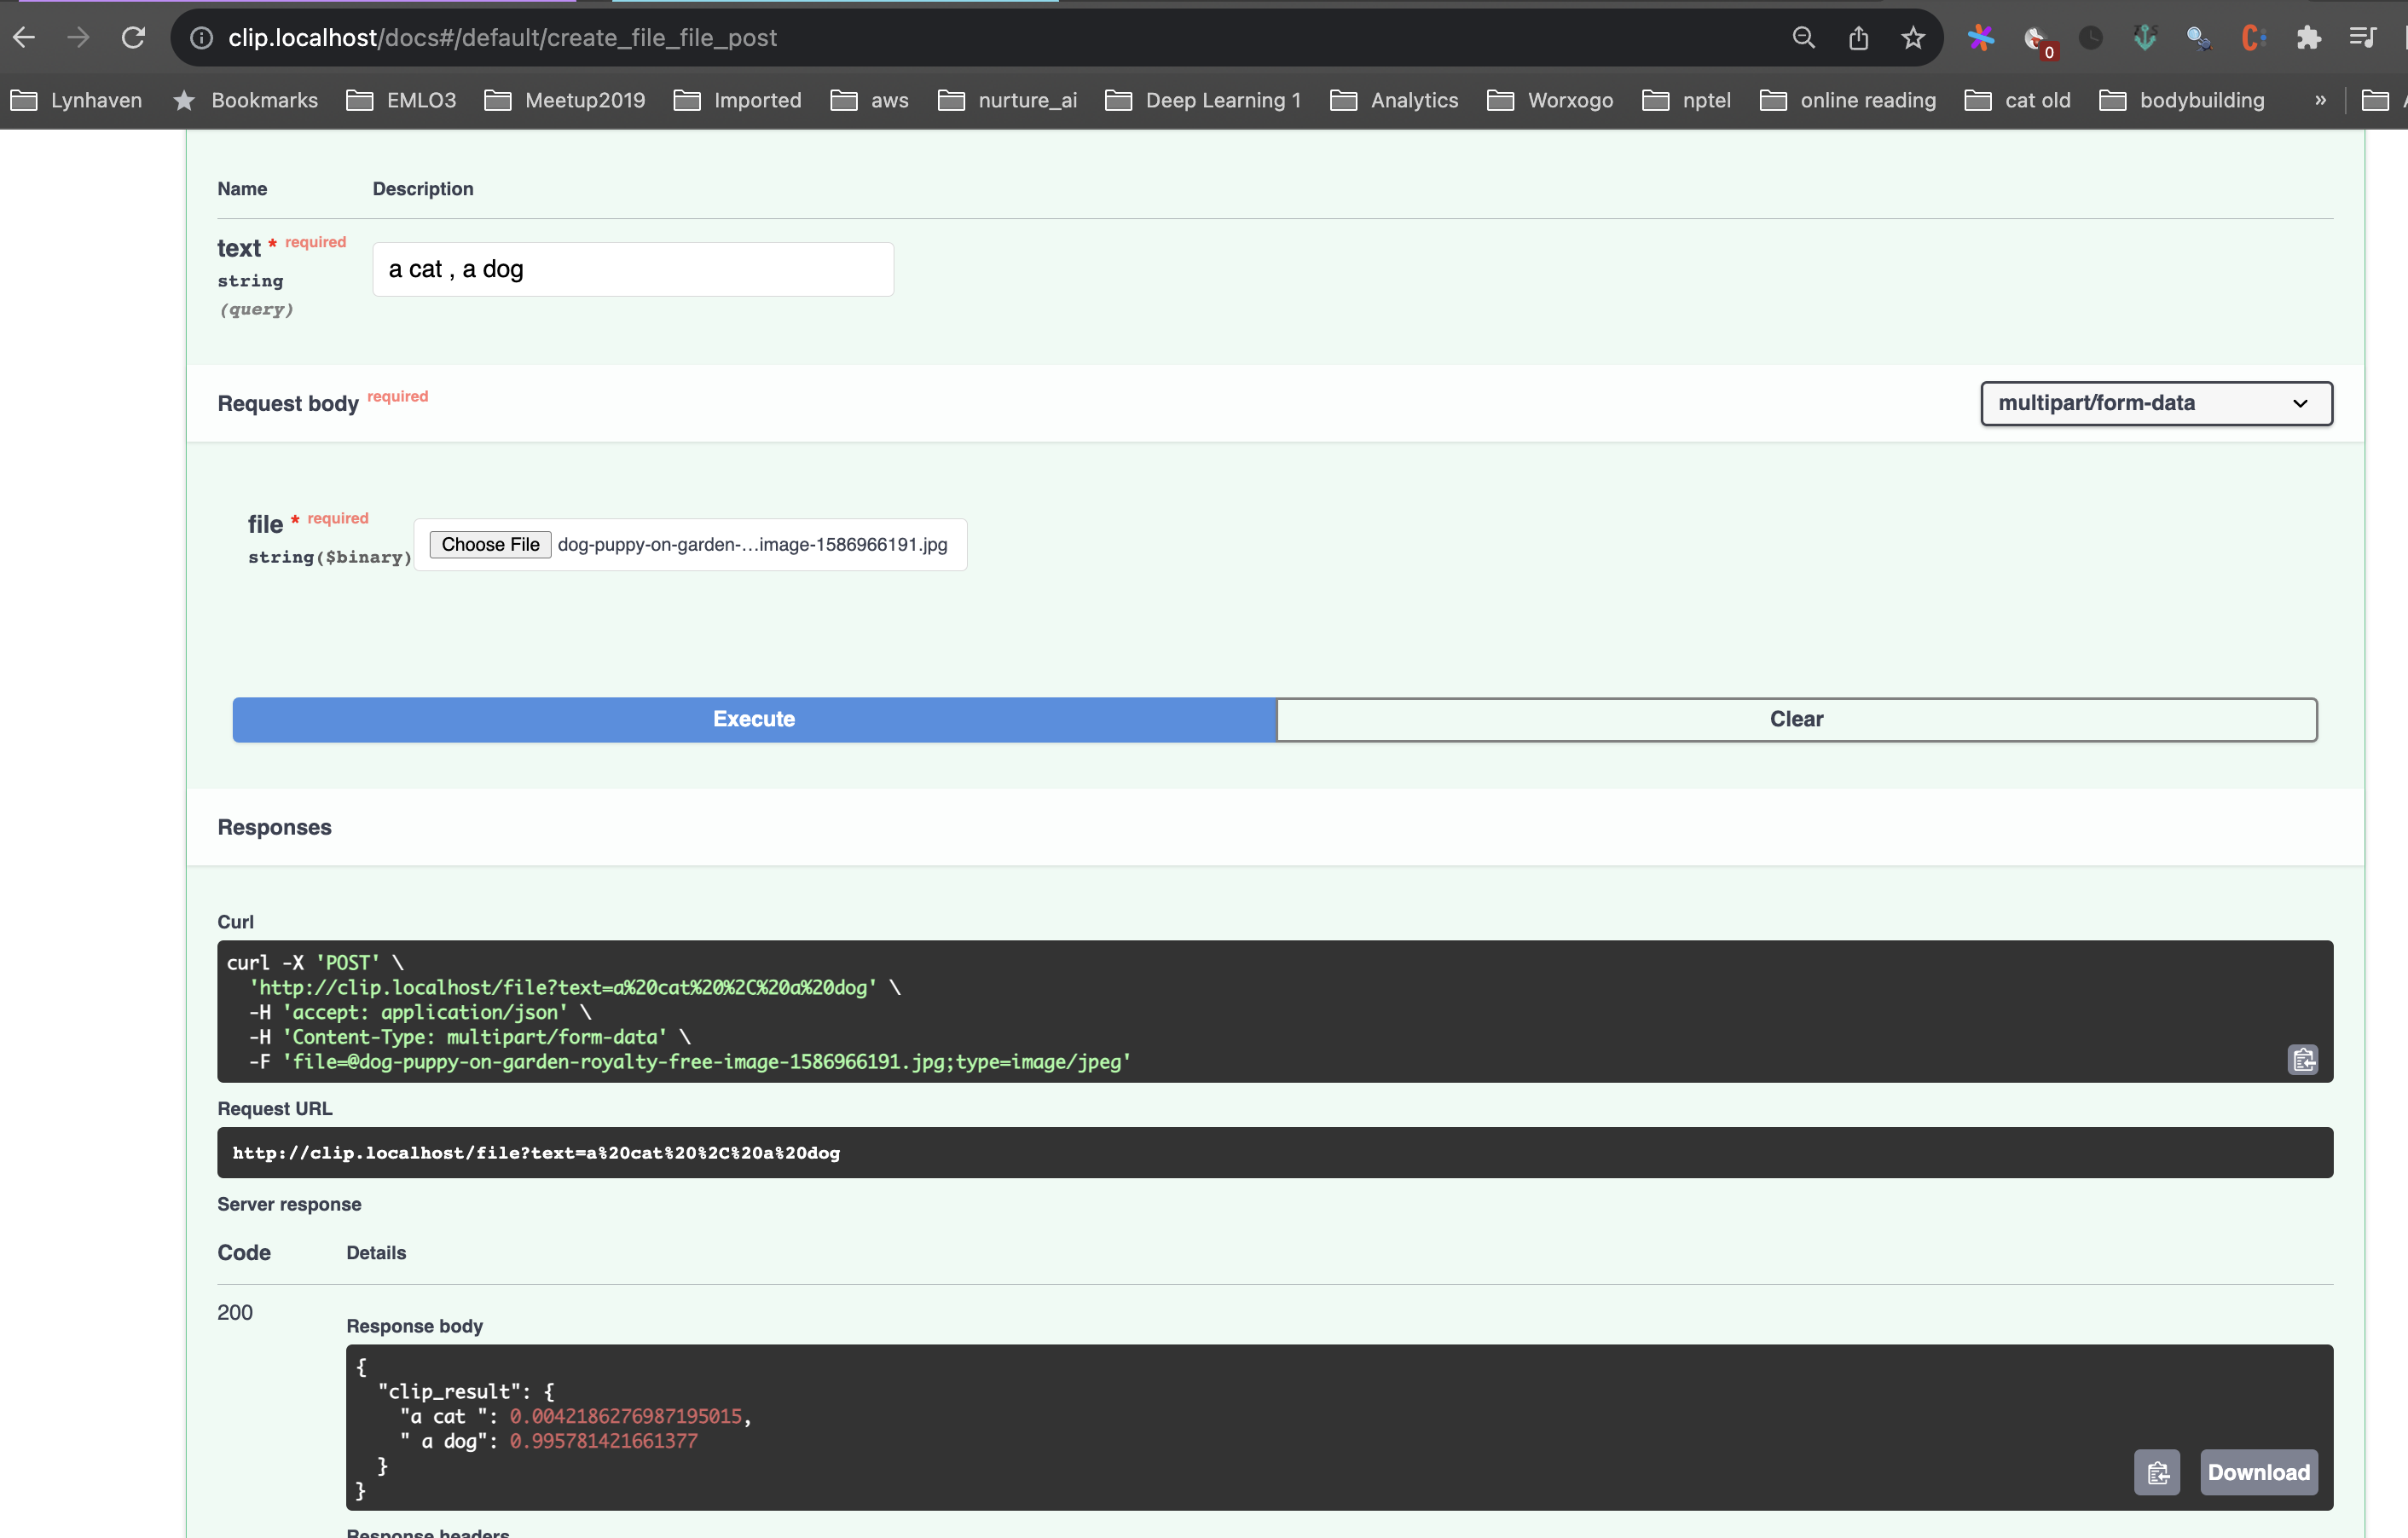 clip.localhost/docs#/default/create_file_file_post
0
Lynhaven Bookmarks EMLO3 Meetup2019 Imported aws nurture_ai Deep Learning 1 Analytics Worxogo nptel online reading cat old bodybuilding »
Name Description
text * required
a cat , a dog
string
(query)
Request body required
multipart/form-data
file * required
Choose File dog-puppy-on-garden-...image-1586966191.jpg
string($binary)
Execute Clear
Responses
Curl
curl -X 'POST' \
'http://clip.localhost/file?text=a%20cat%20%2C%20a%20dog' \
-H 'accept: application/json' \
-H 'Content-Type: multipart/form-data' \
-F 'file=@dog-puppy-on-garden-royalty-free-image-1586966191.jpg;type=image/jpeg'
Request URL
http://clip.localhost/file?text=a%20cat%20%2C%20a%20dog
Server response
Code Details
200
Response body
{
"clip_result": {
"a cat ": 0.0042186276987195015,
" a dog": 0.995781421661377
}
}
Download
Response headers